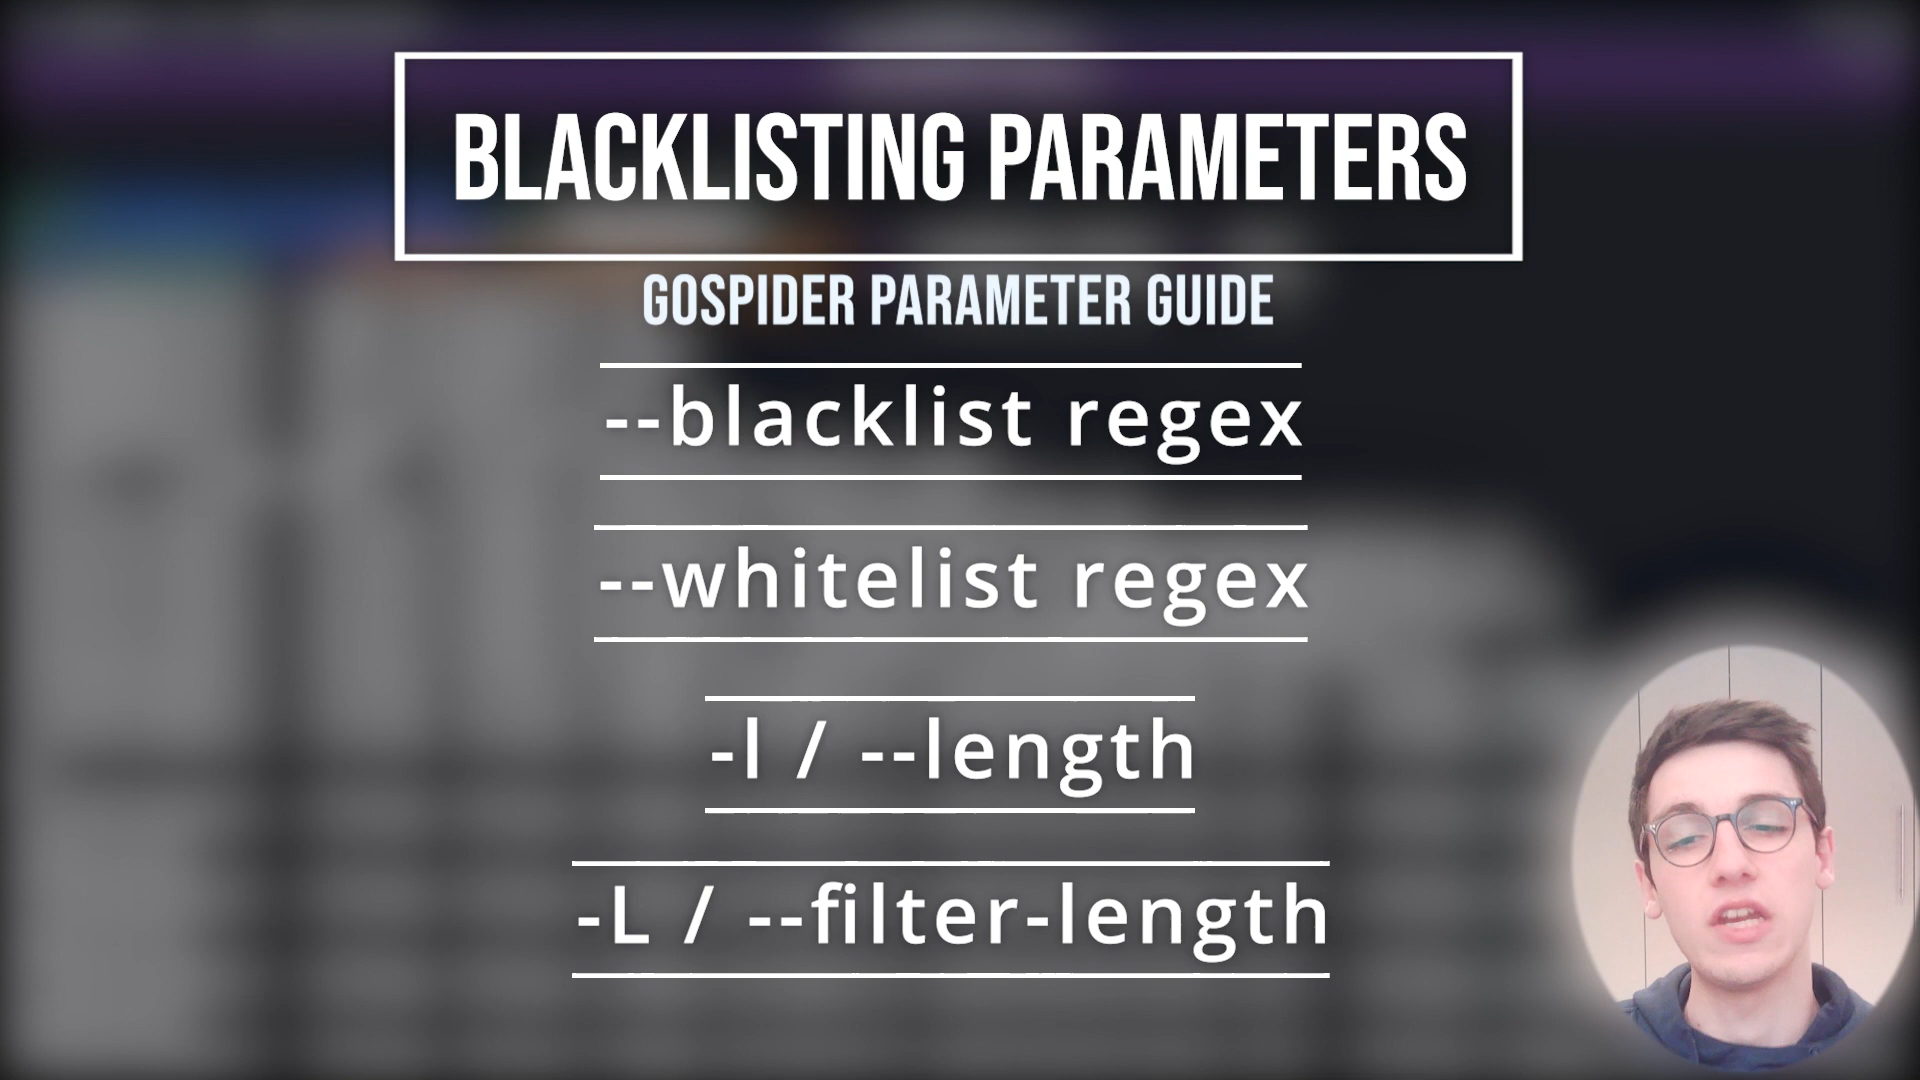 BLACKLISTING PARAMETERS
GOSPIDER PARAMETER GUIDE
--blacklist regex
--whitelist regex
-l / --length
-L / --filter-length